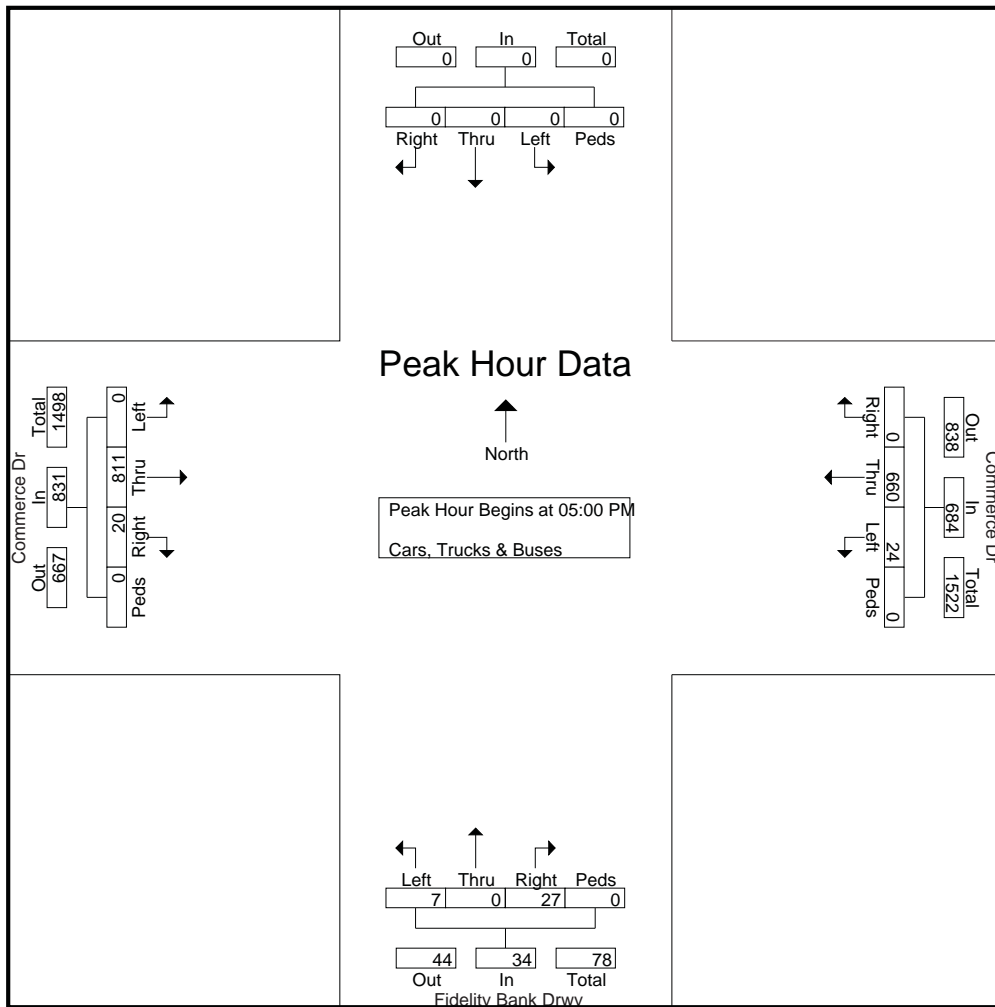 Out In Total
0 0 0
0 0 0 0
Right Thru Left Peds
Peak Hour Data
North
Peak Hour Begins at 05:00 PM
Cars, Trucks & Buses
Commerce Dr
Out In Total
667 831 1498
Peds Right Thru Left
0 20 811 0
Commerce Dr
Out In Total
838 684 1522
Right Thru Left Peds
0 660 24 0
Left Thru Right Peds
7 0 27 0
44 34 78
Out In Total
Fidelity Bank Drwy